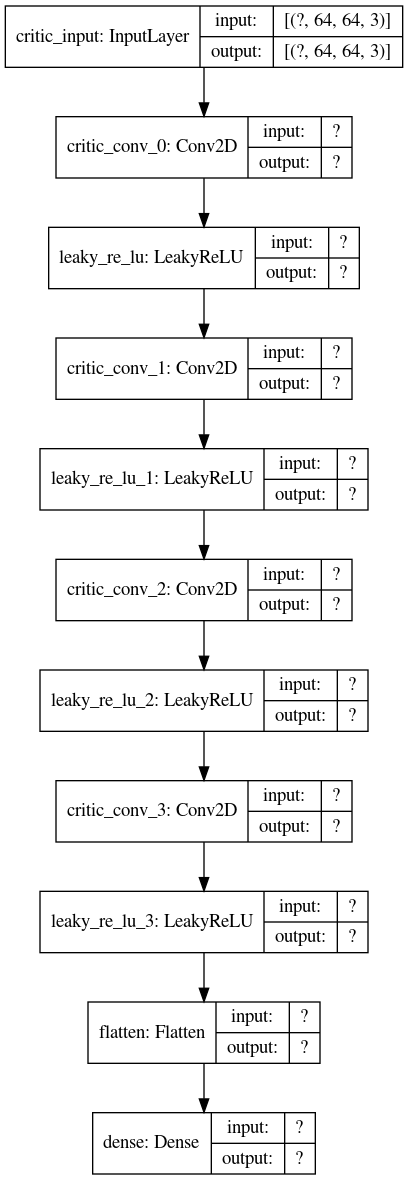 critic_input: InputLayer input: [(?, 64, 64, 3)]
output: [(?, 64, 64, 3)]
critic_conv_0: Conv2D input: ?
output: ?
leaky_re_lu: LeakyReLU input: ?
output: ?
critic_conv_1: Conv2D input: ?
output: ?
leaky_re_lu_1: LeakyReLU input: ?
output: ?
critic_conv_2: Conv2D input: ?
output: ?
leaky_re_lu_2: LeakyReLU input: ?
output: ?
critic_conv_3: Conv2D input: ?
output: ?
leaky_re_lu_3: LeakyReLU input: ?
output: ?
flatten: Flatten input: ?
output: ?
dense: Dense input: ?
output: ?